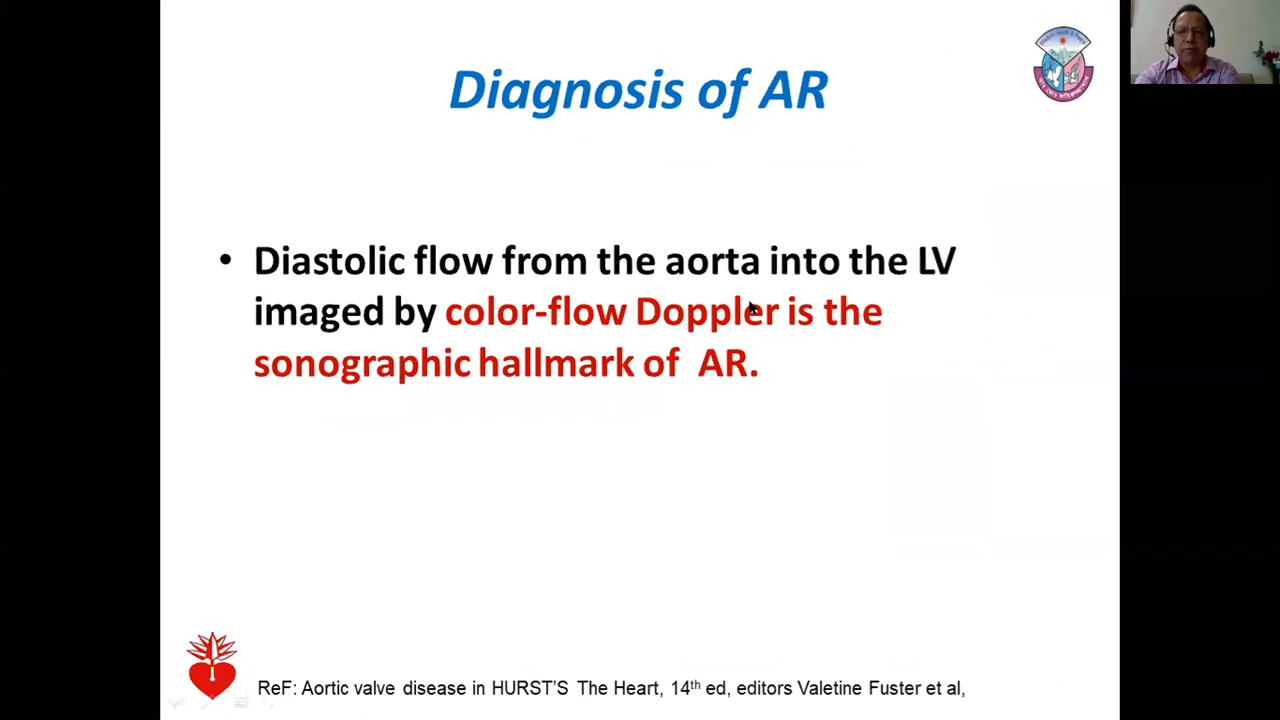 Diagnosis of AR
• Diastolic flow from the aorta into the LV
imaged by color-flow Doppler is the
sonographic hallmark of AR.
ReF: Aortic valve disease in HURST'S The Heart, 14th ed, editors Valetine Fuster et al,